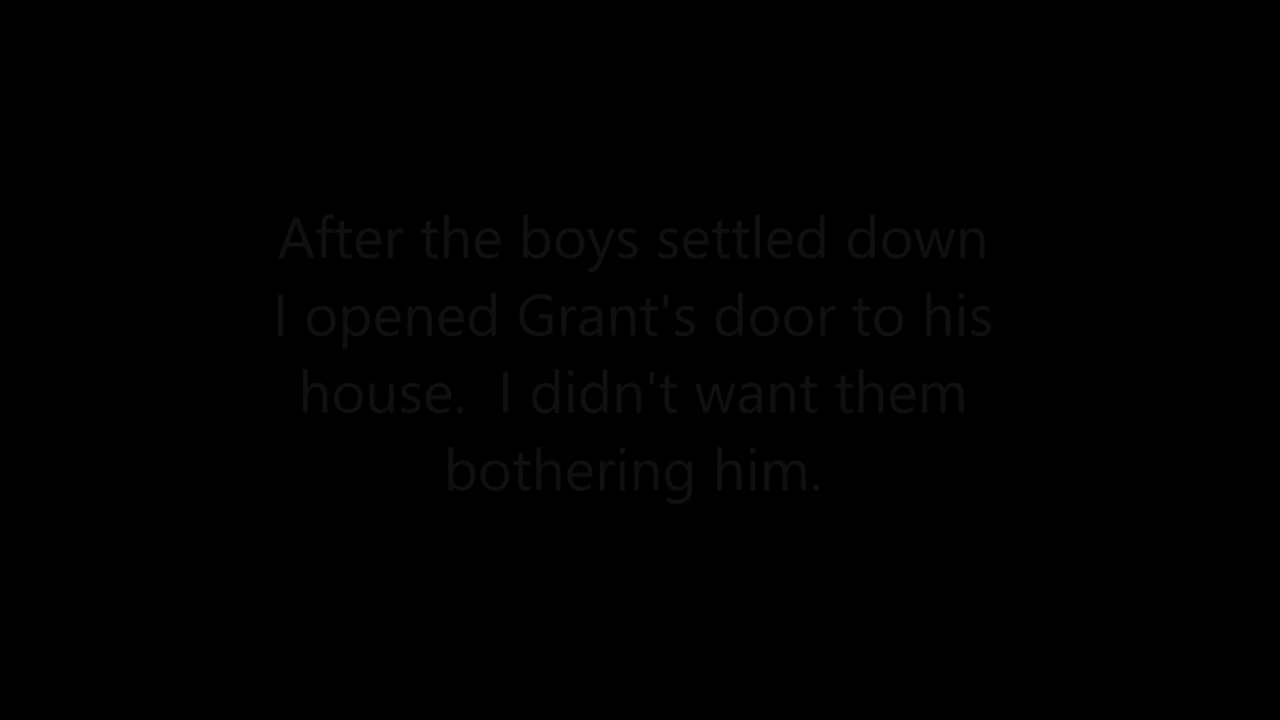 After the boys settled down
I opened Grant's door to his
house.  I didn't want them
bothering him.